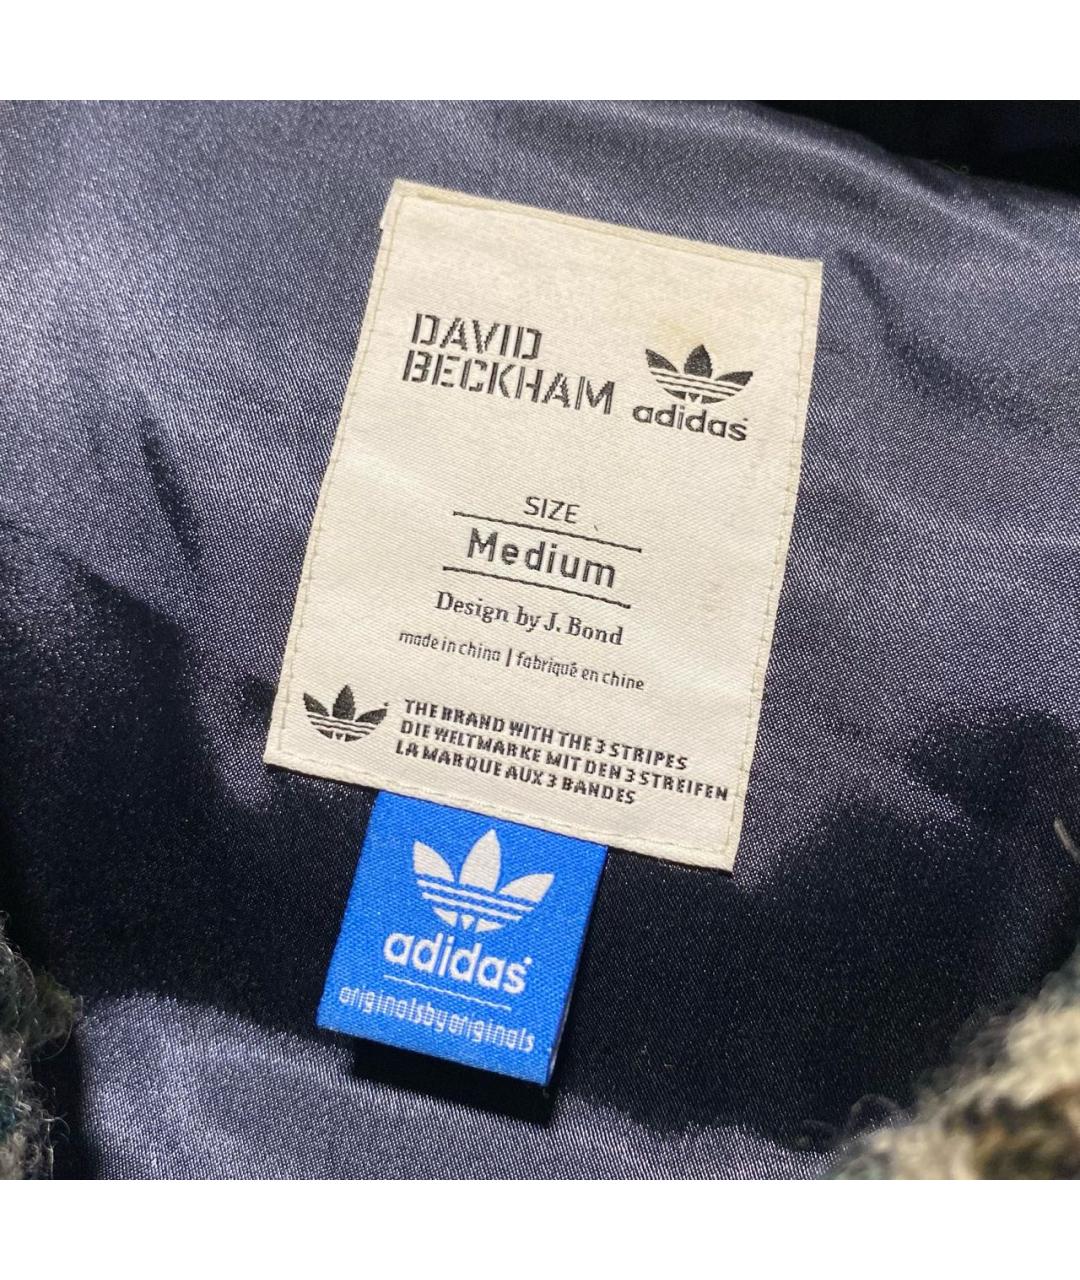 DAVID
BECKHAM
adidas
SIZE
Medium
Design by J. Bond
made in china | fabriqué en chine
THE BRAND WITH THE 3 STRIPES
DIE WELTMARKE MIT DEN 3 STREIFEN
LA MARQUE AUX 3 BANDES
adidas
originalsbyoriginals